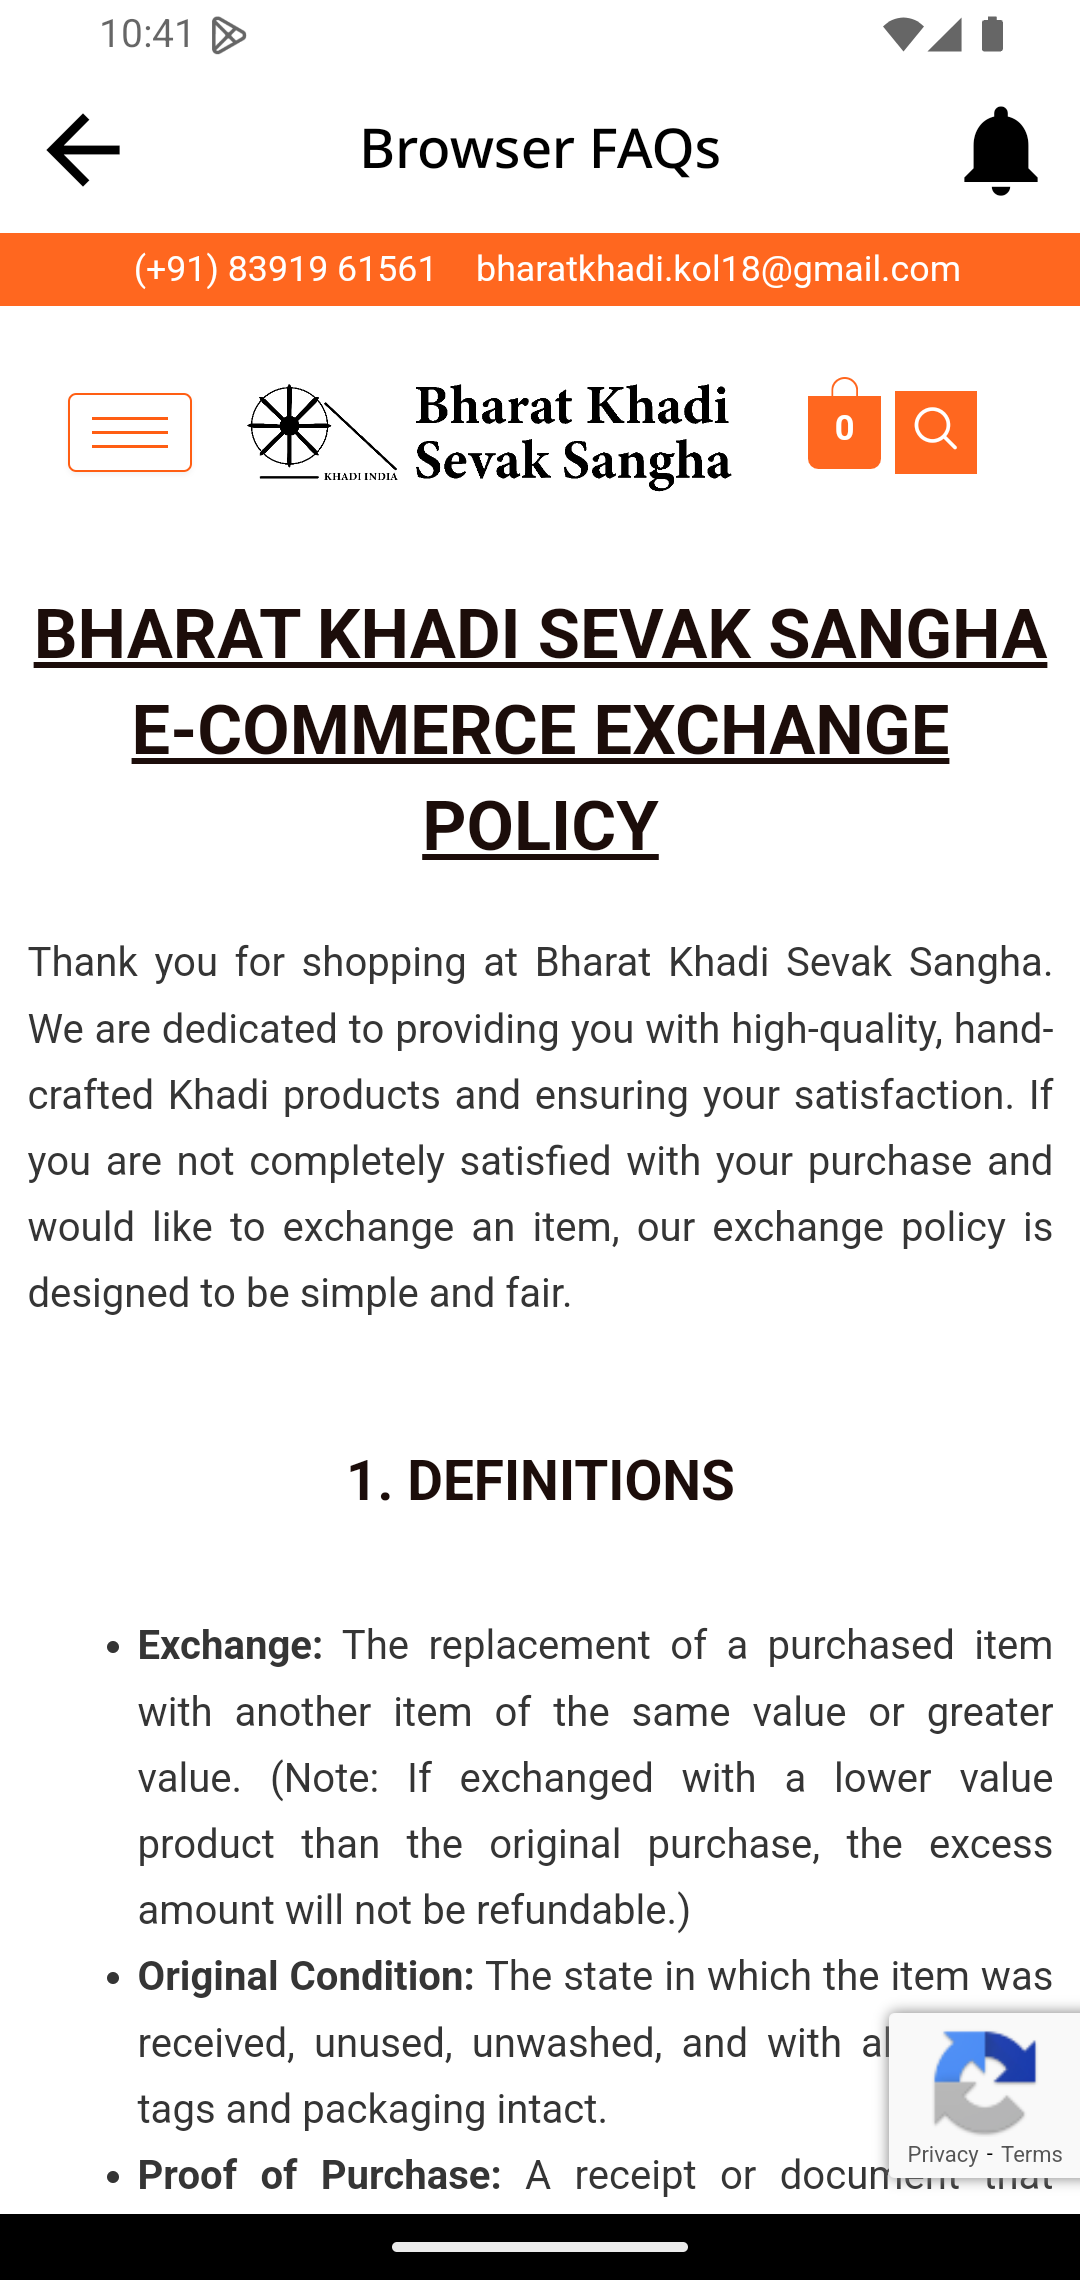 10:41
Browser FAQs
(+91) 83919 61561 bharatkhadi.kol18@gmail.com
Bharat Khadi
Sevak Sangha
KHADI INDIA
0
BHARAT KHADI SEVAK SANGHA
E-COMMERCE EXCHANGE
POLICY
Thank you for shopping at Bharat Khadi Sevak Sangha.
We are dedicated to providing you with high-quality, hand-
crafted Khadi products and ensuring your satisfaction. If
you are not completely satisfied with your purchase and
would like to exchange an item, our exchange policy is
designed to be simple and fair.
1. DEFINITIONS
• Exchange: The replacement of a purchased item
with another item of the same value or greater
value. (Note: If exchanged with a lower value
product than the original purchase, the excess
amount will not be refundable.)
• Original Condition: The state in which the item was
received, unused, unwashed, and with
tags and packaging intact.
• Proof of Purchase: A receipt or document that
Privacy - Terms